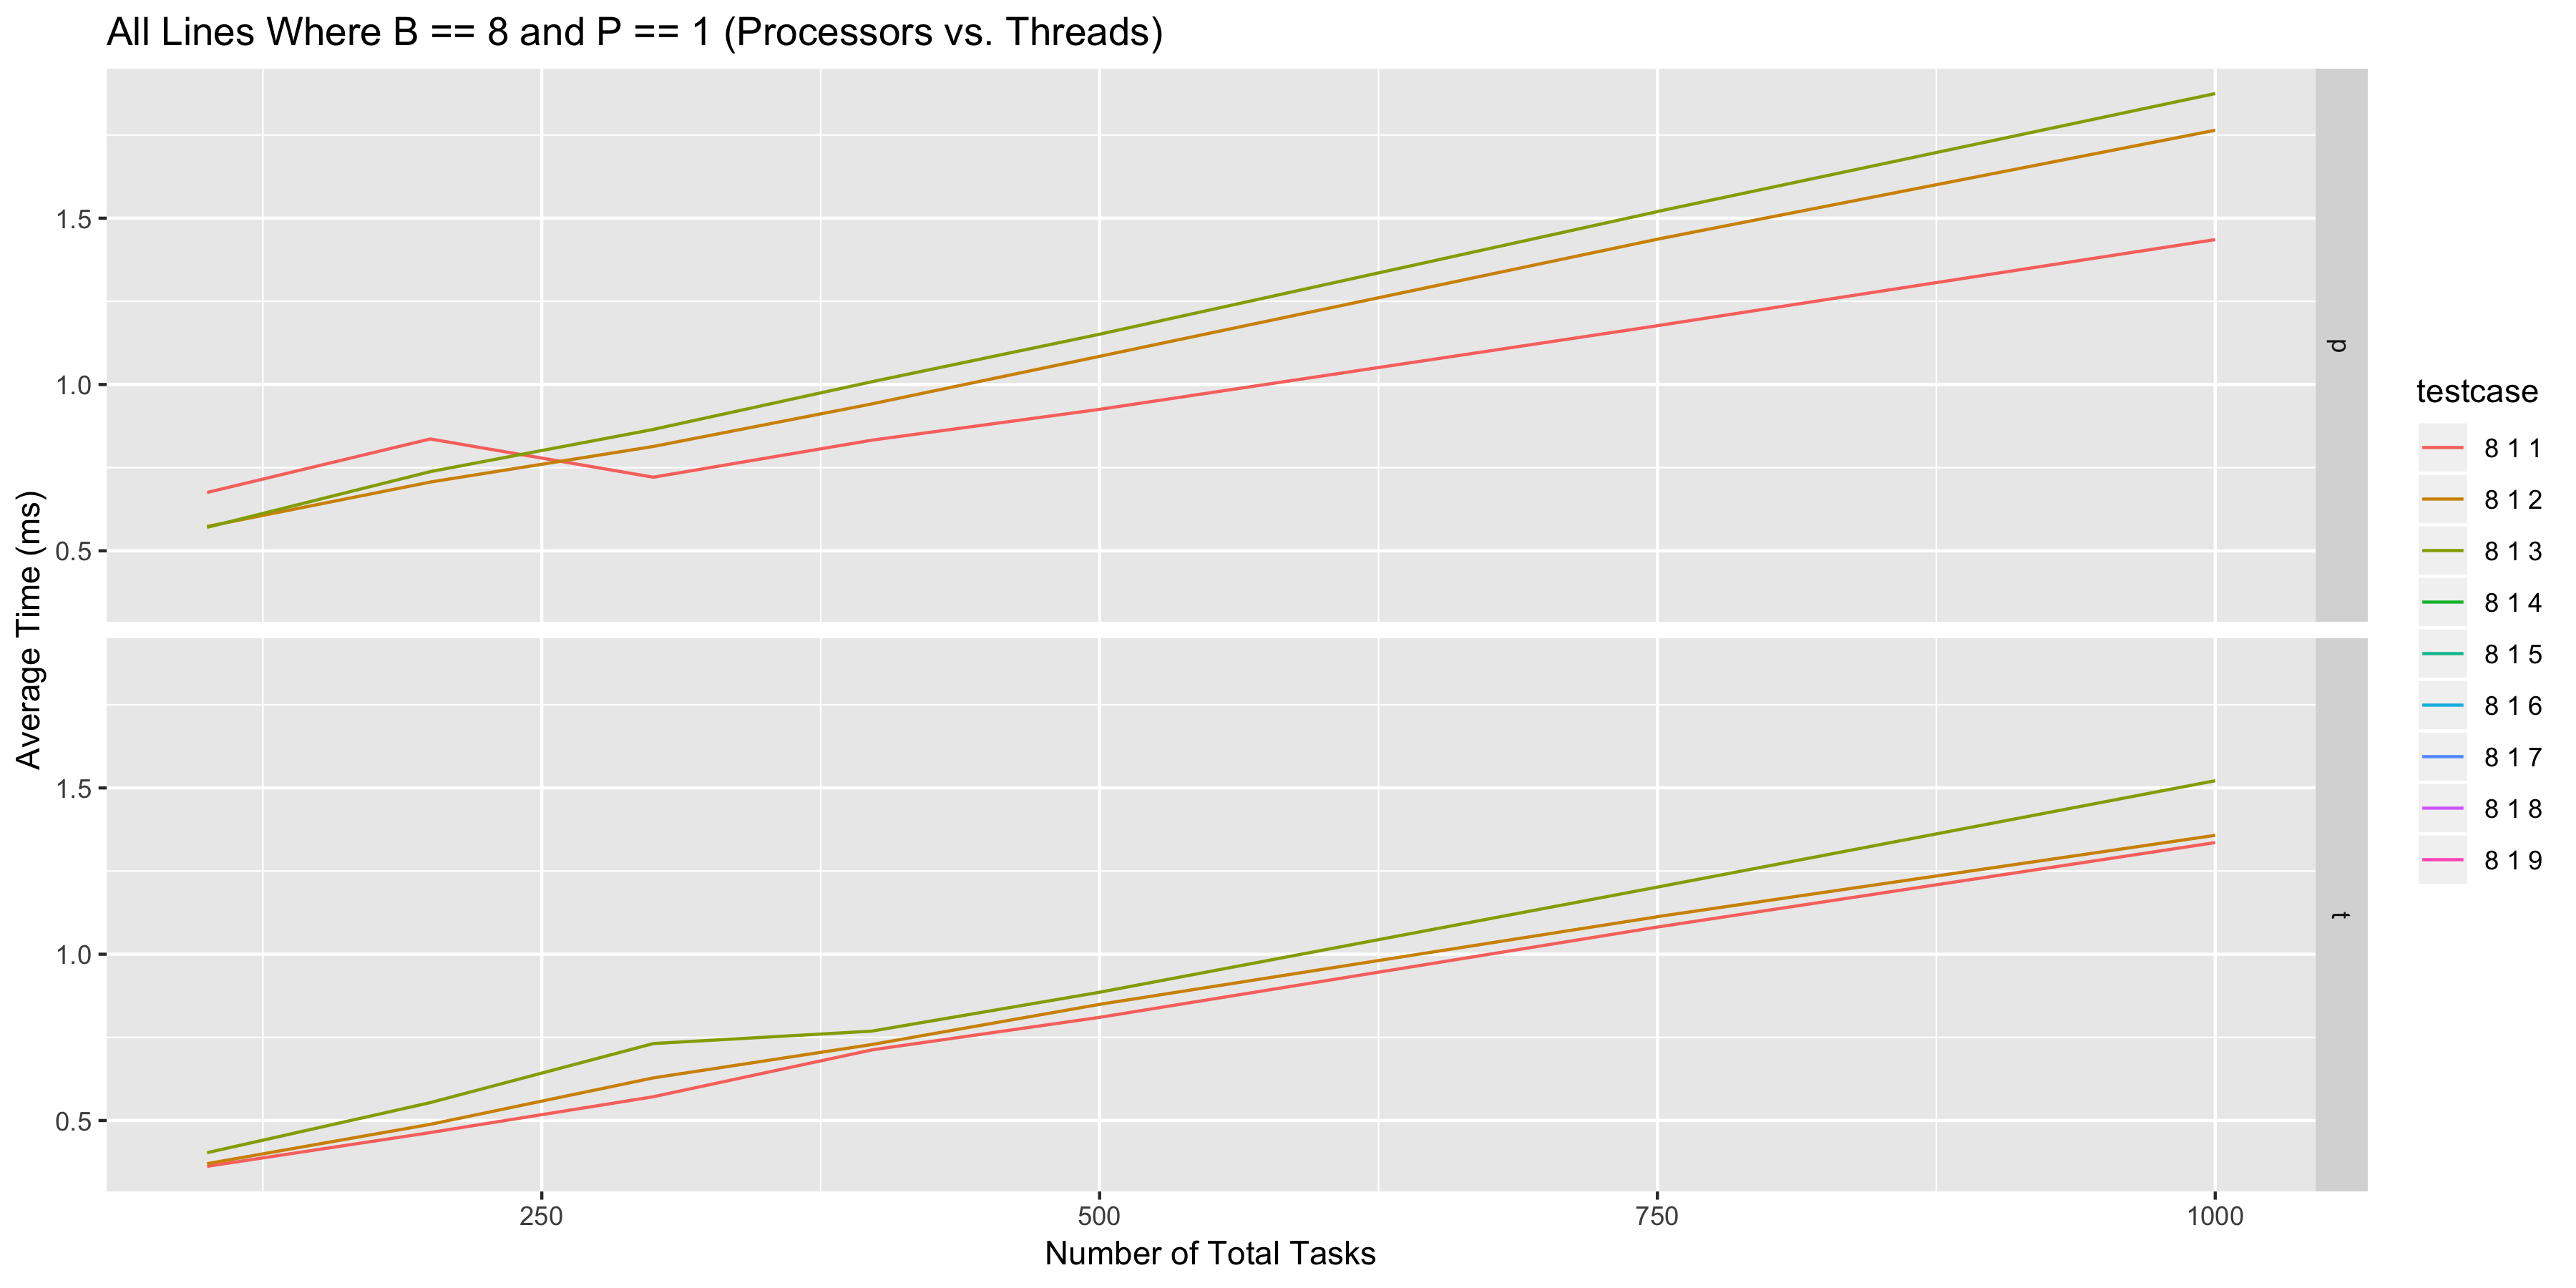 All Lines Where B == 8 and P == 1 (Processors vs. Threads)
Average Time (ms)
1.5
1.0
0.5
p
1.5
1.0
0.5
t
250
500
750
1000
Number of Total Tasks
testcase
8 1 1
8 1 2
8 1 3
8 1 4
8 1 5
8 1 6
8 1 7
8 1 8
8 1 9